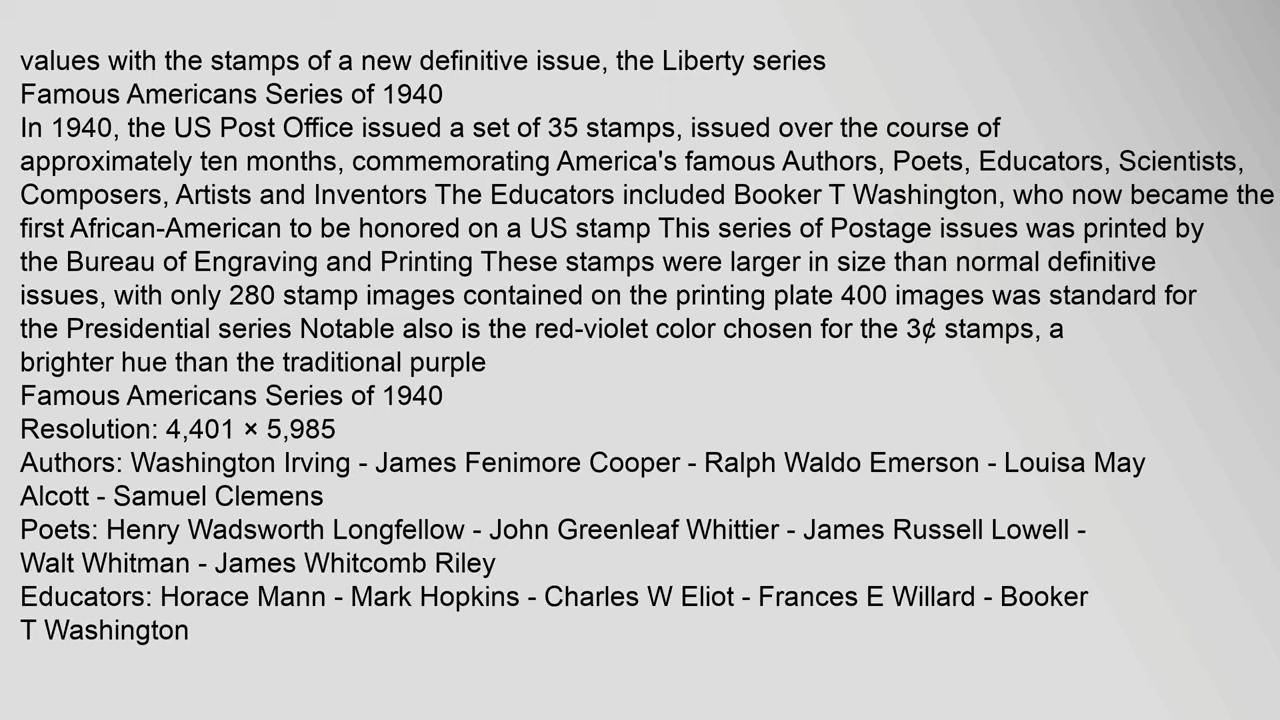 values with the stamps of a new definitive issue, the Liberty series
Famous Americans Series of 1940
In 1940, the US Post Office issued a set of 35 stamps, issued over the course of
approximately ten months, commemorating America's famous Authors, Poets, Educators, Scientists,
Composers, Artists and Inventors The Educators included Booker T Washington, who now became the
first African-American to be honored on a US stamp This series of Postage issues was printed by
the Bureau of Engraving and Printing These stamps were larger in size than normal definitive
issues, with only 280 stamp images contained on the printing plate 400 images was standard for
the Presidential series Notable also is the red-violet color chosen for the 3¢ stamps, a
brighter hue than the traditional purple
Famous Americans Series of 1940
Resolution: 4,401 × 5,985
Authors: Washington Irving - James Fenimore Cooper - Ralph Waldo Emerson - Louisa May
Alcott - Samuel Clemens
Poets: Henry Wadsworth Longfellow - John Greenleaf Whittier - James Russell Lowell -
Walt Whitman - James Whitcomb Riley
Educators: Horace Mann - Mark Hopkins - Charles W Eliot - Frances E Willard - Booker
T Washington